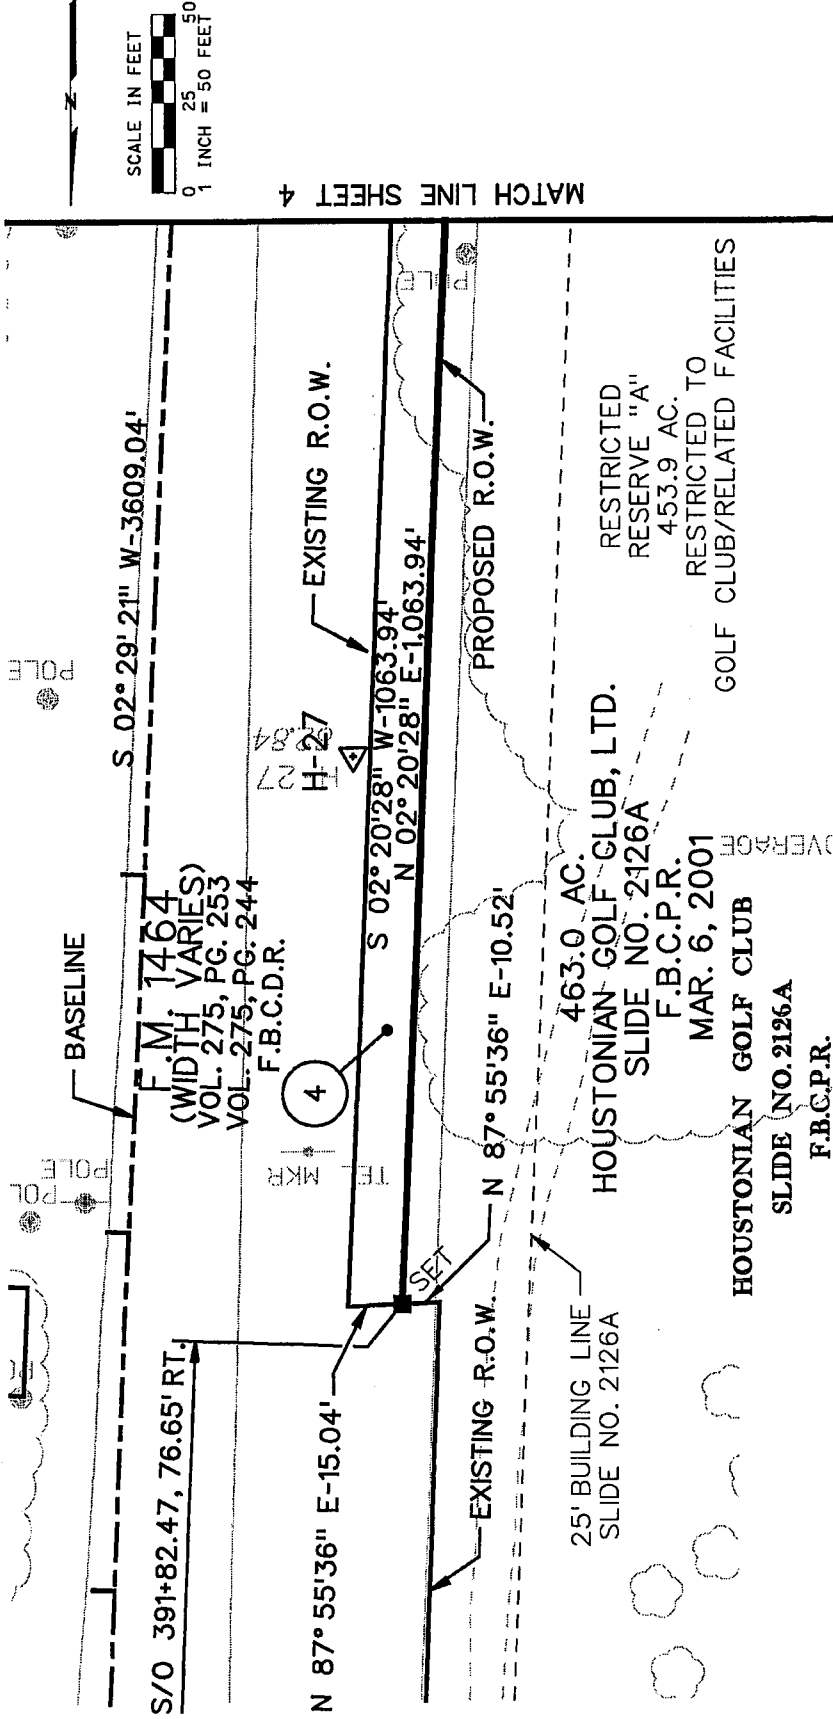 SCALE IN FEET
0 25 50
1 INCH = 50 FEET
N
MATCH LINE SHEET 4
S 02° 29' 21" W-3609.04'
POLE
BASELINE
F.M. 1464
(WIDTH VARIES)
VOL. 275, PG. 253
VOL. 275, PG. 244
F.B.C.D.R.
POLE
POL
EXISTING R.O.W.
H-27
H 27
62.84
S 02° 20'28" W-1063.94'
N 02° 20'28" E-1,063.94'
POLE
PROPOSED R.O.W.
4
TEL MKR
SET
N 87° 55'36" E-10.52'
S/O 391+82.47, 76.65' RT.
N 87° 55'36" E-15.04'
EXISTING R.O.W.
25' BUILDING LINE
SLIDE NO. 2126A
RESTRICTED
RESERVE "A"
453.9 AC.
RESTRICTED TO
GOLF CLUB/RELATED FACILITIES
463.0 AC.
HOUSTONIAN GOLF CLUB, LTD.
SLIDE NO. 2126A
F.B.C.P.R.
MAR. 6, 2001
OVERAGE
HOUSTONIAN GOLF CLUB
SLIDE NO. 2126A
F.B.C.P.R.